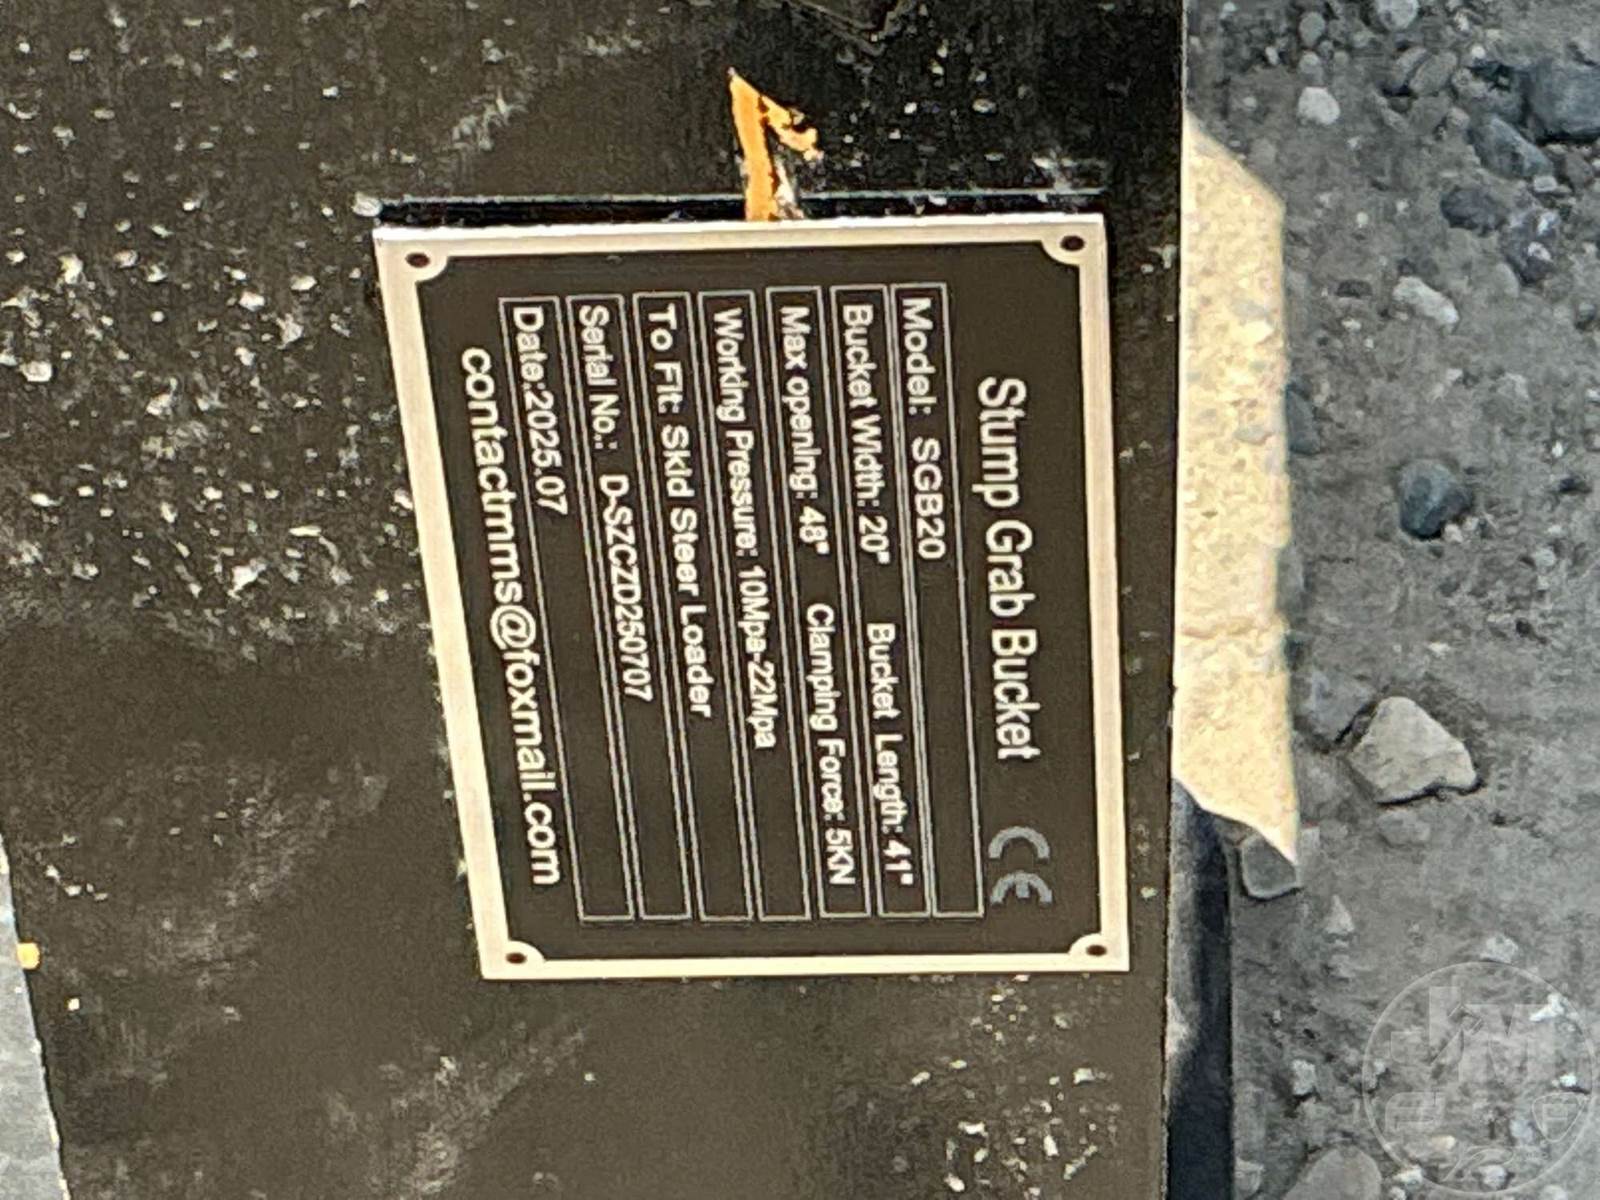 Stump Grab Bucket CE
Model: SGB20
Bucket Width: 20" Bucket Length: 41"
Max opening: 48" Clamping Force: 5KN
Working Pressure: 10Mpa-22Mpa
To Fit: Skid Steer Loader
Serial No.: D-SZCZD250707
Date:2025.07
contactmms@foxmail.com